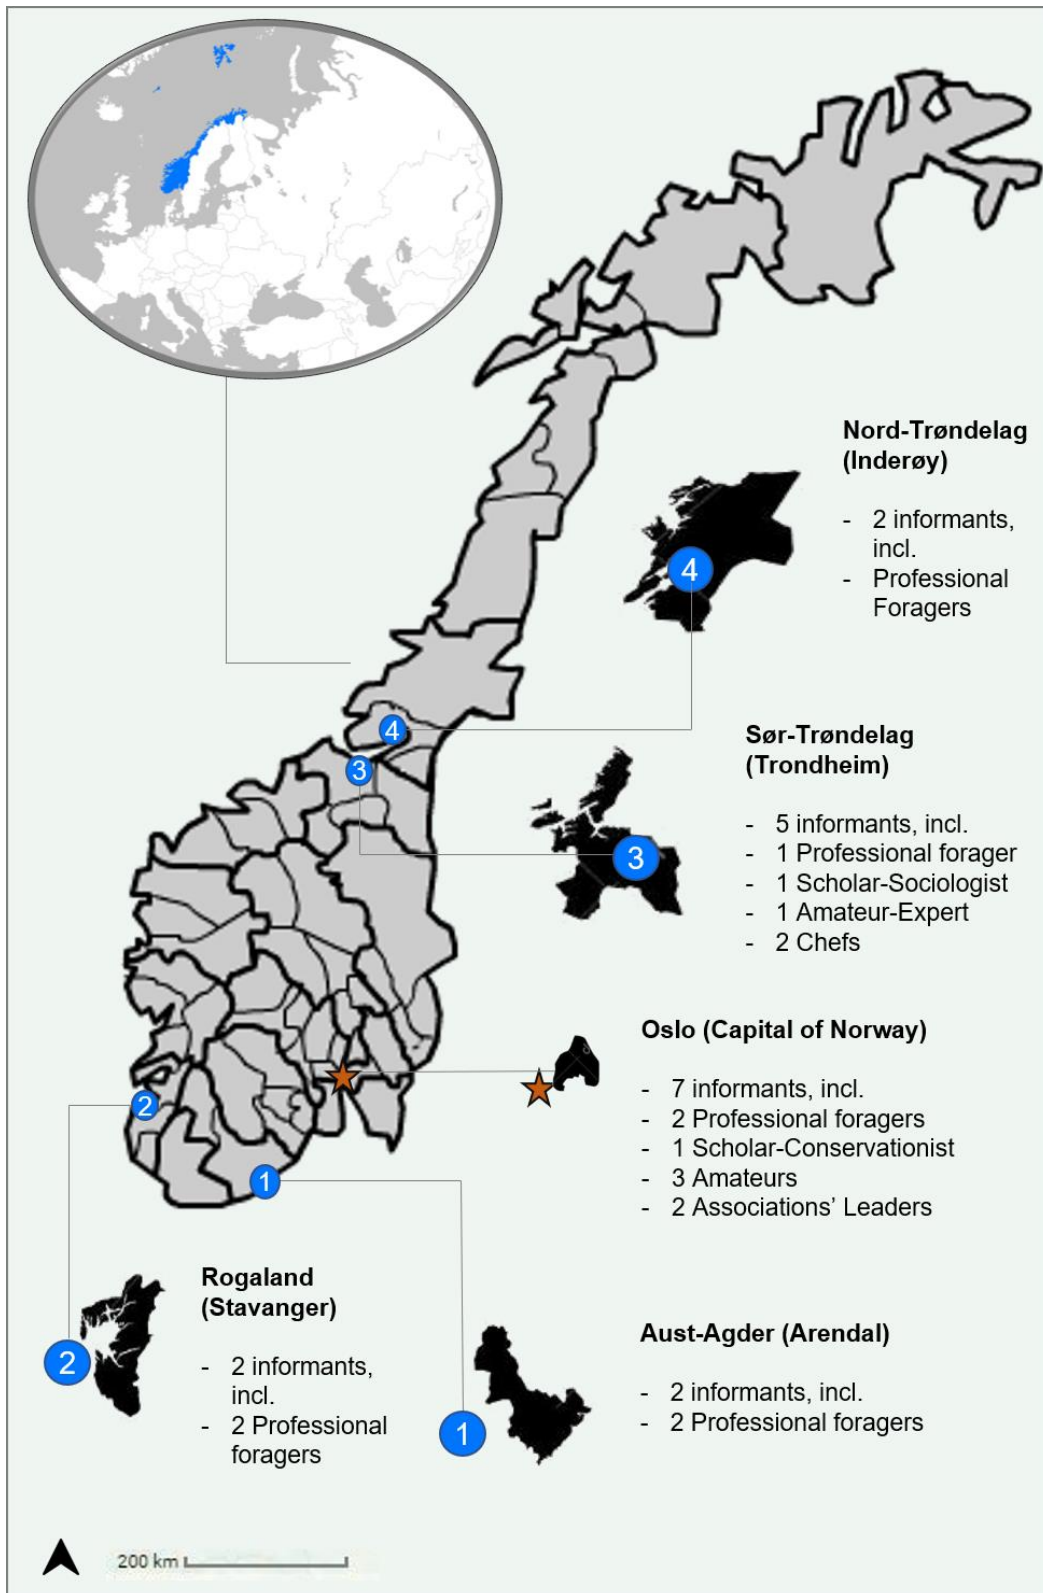 Nord-Trøndelag
(Inderøy)
- 2 informants,
incl.
- Professional
Foragers
4
4
3
Sør-Trøndelag
(Trondheim)
- 5 informants, incl.
- 1 Professional forager
- 1 Scholar-Sociologist
- 1 Amateur-Expert
- 2 Chefs
3
Oslo (Capital of Norway)
- 7 informants, incl.
- 2 Professional foragers
- 1 Scholar-Conservationist
- 3 Amateurs
- 2 Associations’ Leaders
2
1
Rogaland
(Stavanger)
- 2 informants,
incl.
- 2 Professional
foragers
2
Aust-Agder (Arendal)
- 2 informants, incl.
- 2 Professional foragers
1
200 km